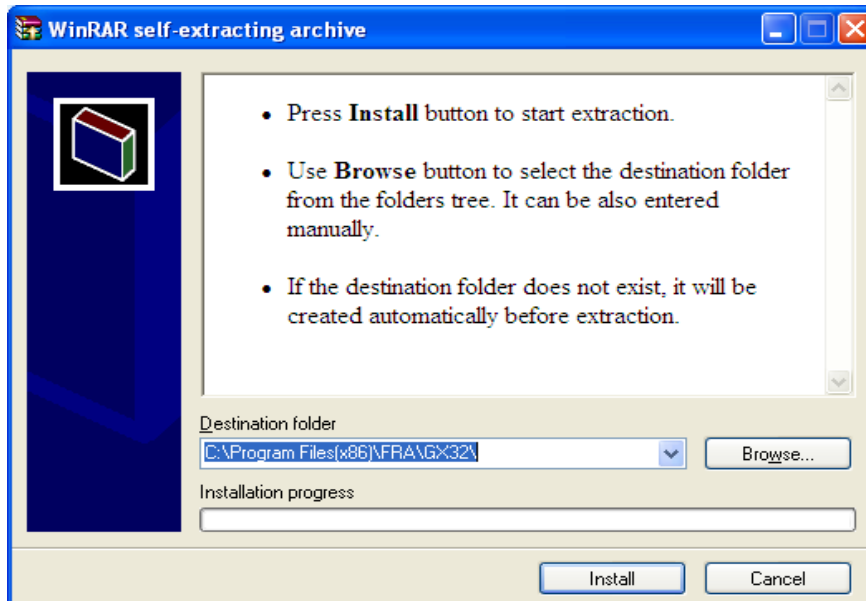 WinRAR self-extracting archive
• Press Install button to start extraction.
• Use Browse button to select the destination folder
from the folders tree. It can be also entered
manually.
• If the destination folder does not exist, it will be
created automatically before extraction.
Destination folder
C:\Program Files(x86)\FRA\GX32\
Browse...
Installation progress
Install
Cancel